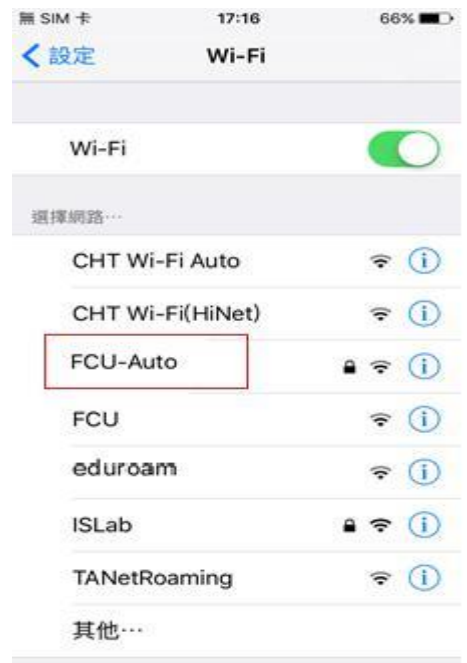 無 SIM 卡 17:16 66%
設定 Wi-Fi
Wi-Fi
選擇網路…
CHT Wi-Fi Auto
CHT Wi-Fi(HiNet)
FCU-Auto
FCU
eduroam
ISLab
TANetRoaming
其他…